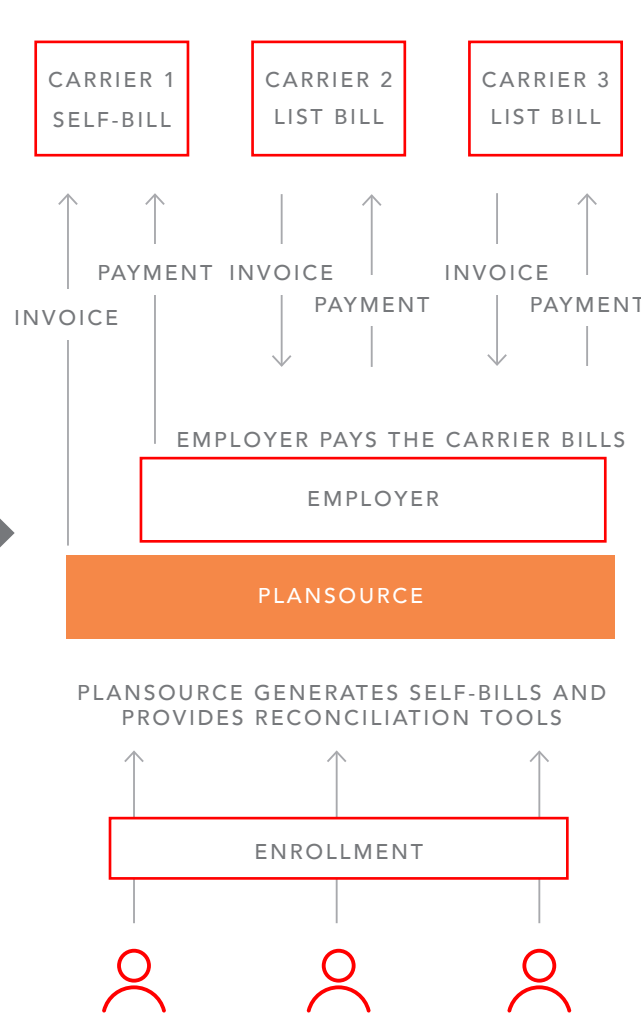 CARRIER 1
SELF-BILL
CARRIER 2
LIST BILL
CARRIER 3
LIST BILL
PAYMENT
INVOICE
INVOICE
INVOICE
PAYMENT
PAYMENT
EMPLOYER PAYS THE CARRIER BILLS
EMPLOYER
PLANSOURCE
PLANSOURCE GENERATES SELF-BILLS AND
PROVIDES RECONCILIATION TOOLS
ENROLLMENT